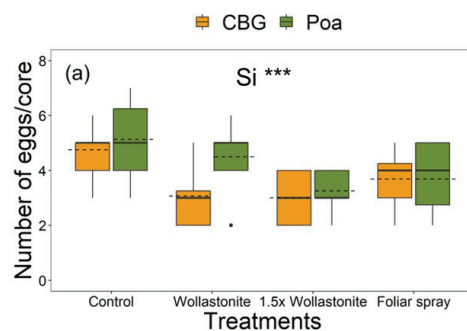 CBG Poa
(a) Si ***
Number of eggs/core
8
6
4
2
0
Control Wollastonite 1.5x Wollastonite Foliar spray
Treatments